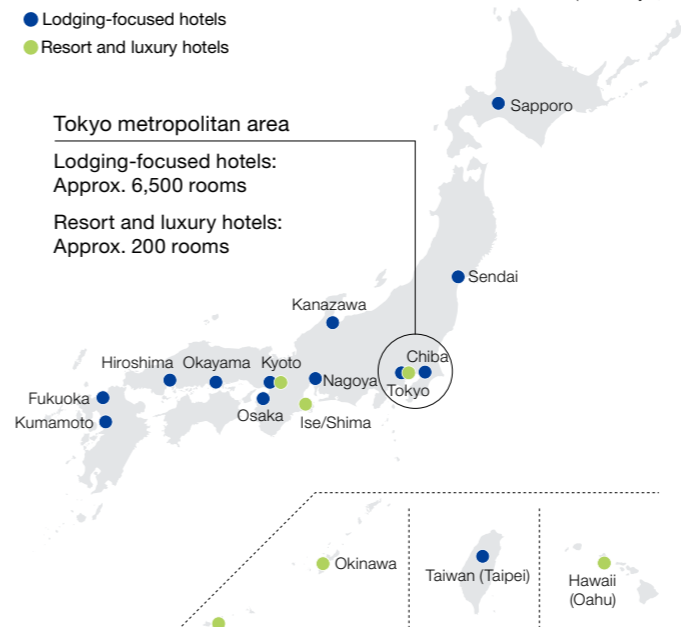 Lodging-focused hotels
Resort and luxury hotels
Sapporo
Tokyo metropolitan area
Lodging-focused hotels:
Approx. 6,500 rooms
Resort and luxury hotels:
Approx. 200 rooms
Sendai
Kanazawa
Hiroshima
Okayama
Kyoto
Chiba
Nagoya
Tokyo
Fukuoka
Osaka
Kumamoto
Ise/Shima
Okinawa
Taiwan (Taipei)
Hawaii
(Oahu)